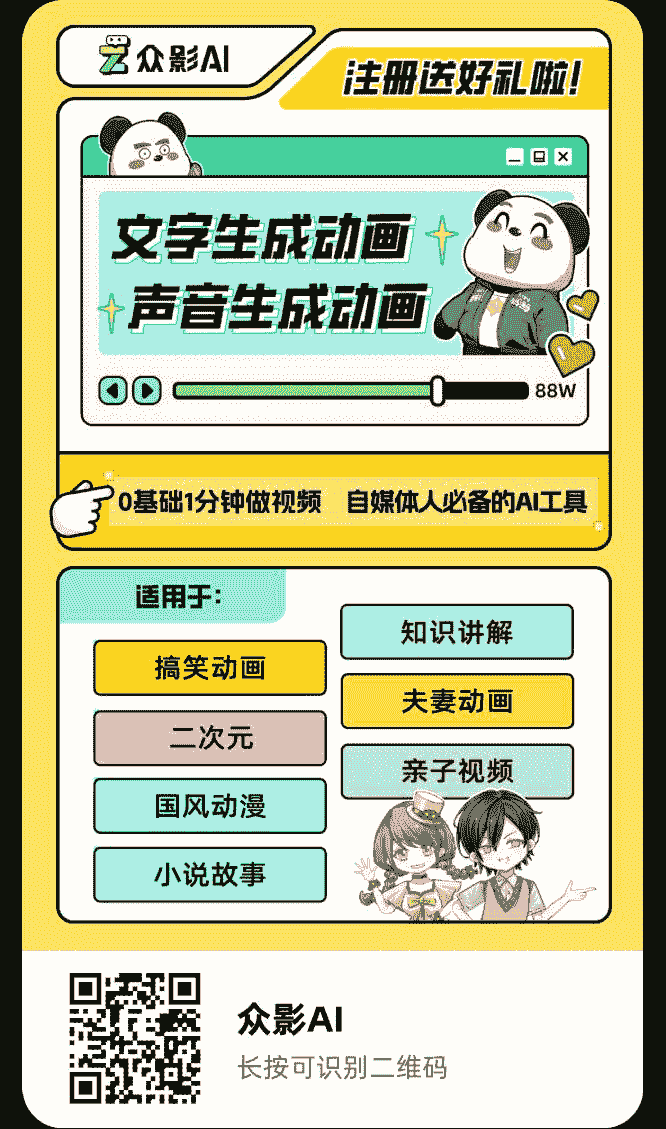 众影AI
注册送好礼啦!
文字生成动画
声音生成动画
88W
0基础1分钟做视频 自媒体人必备的AI工具
适用于:
知识讲解
搞笑动画
夫妻动画
二次元
亲子视频
国风动漫
小说故事
众影AI
长按可识别二维码